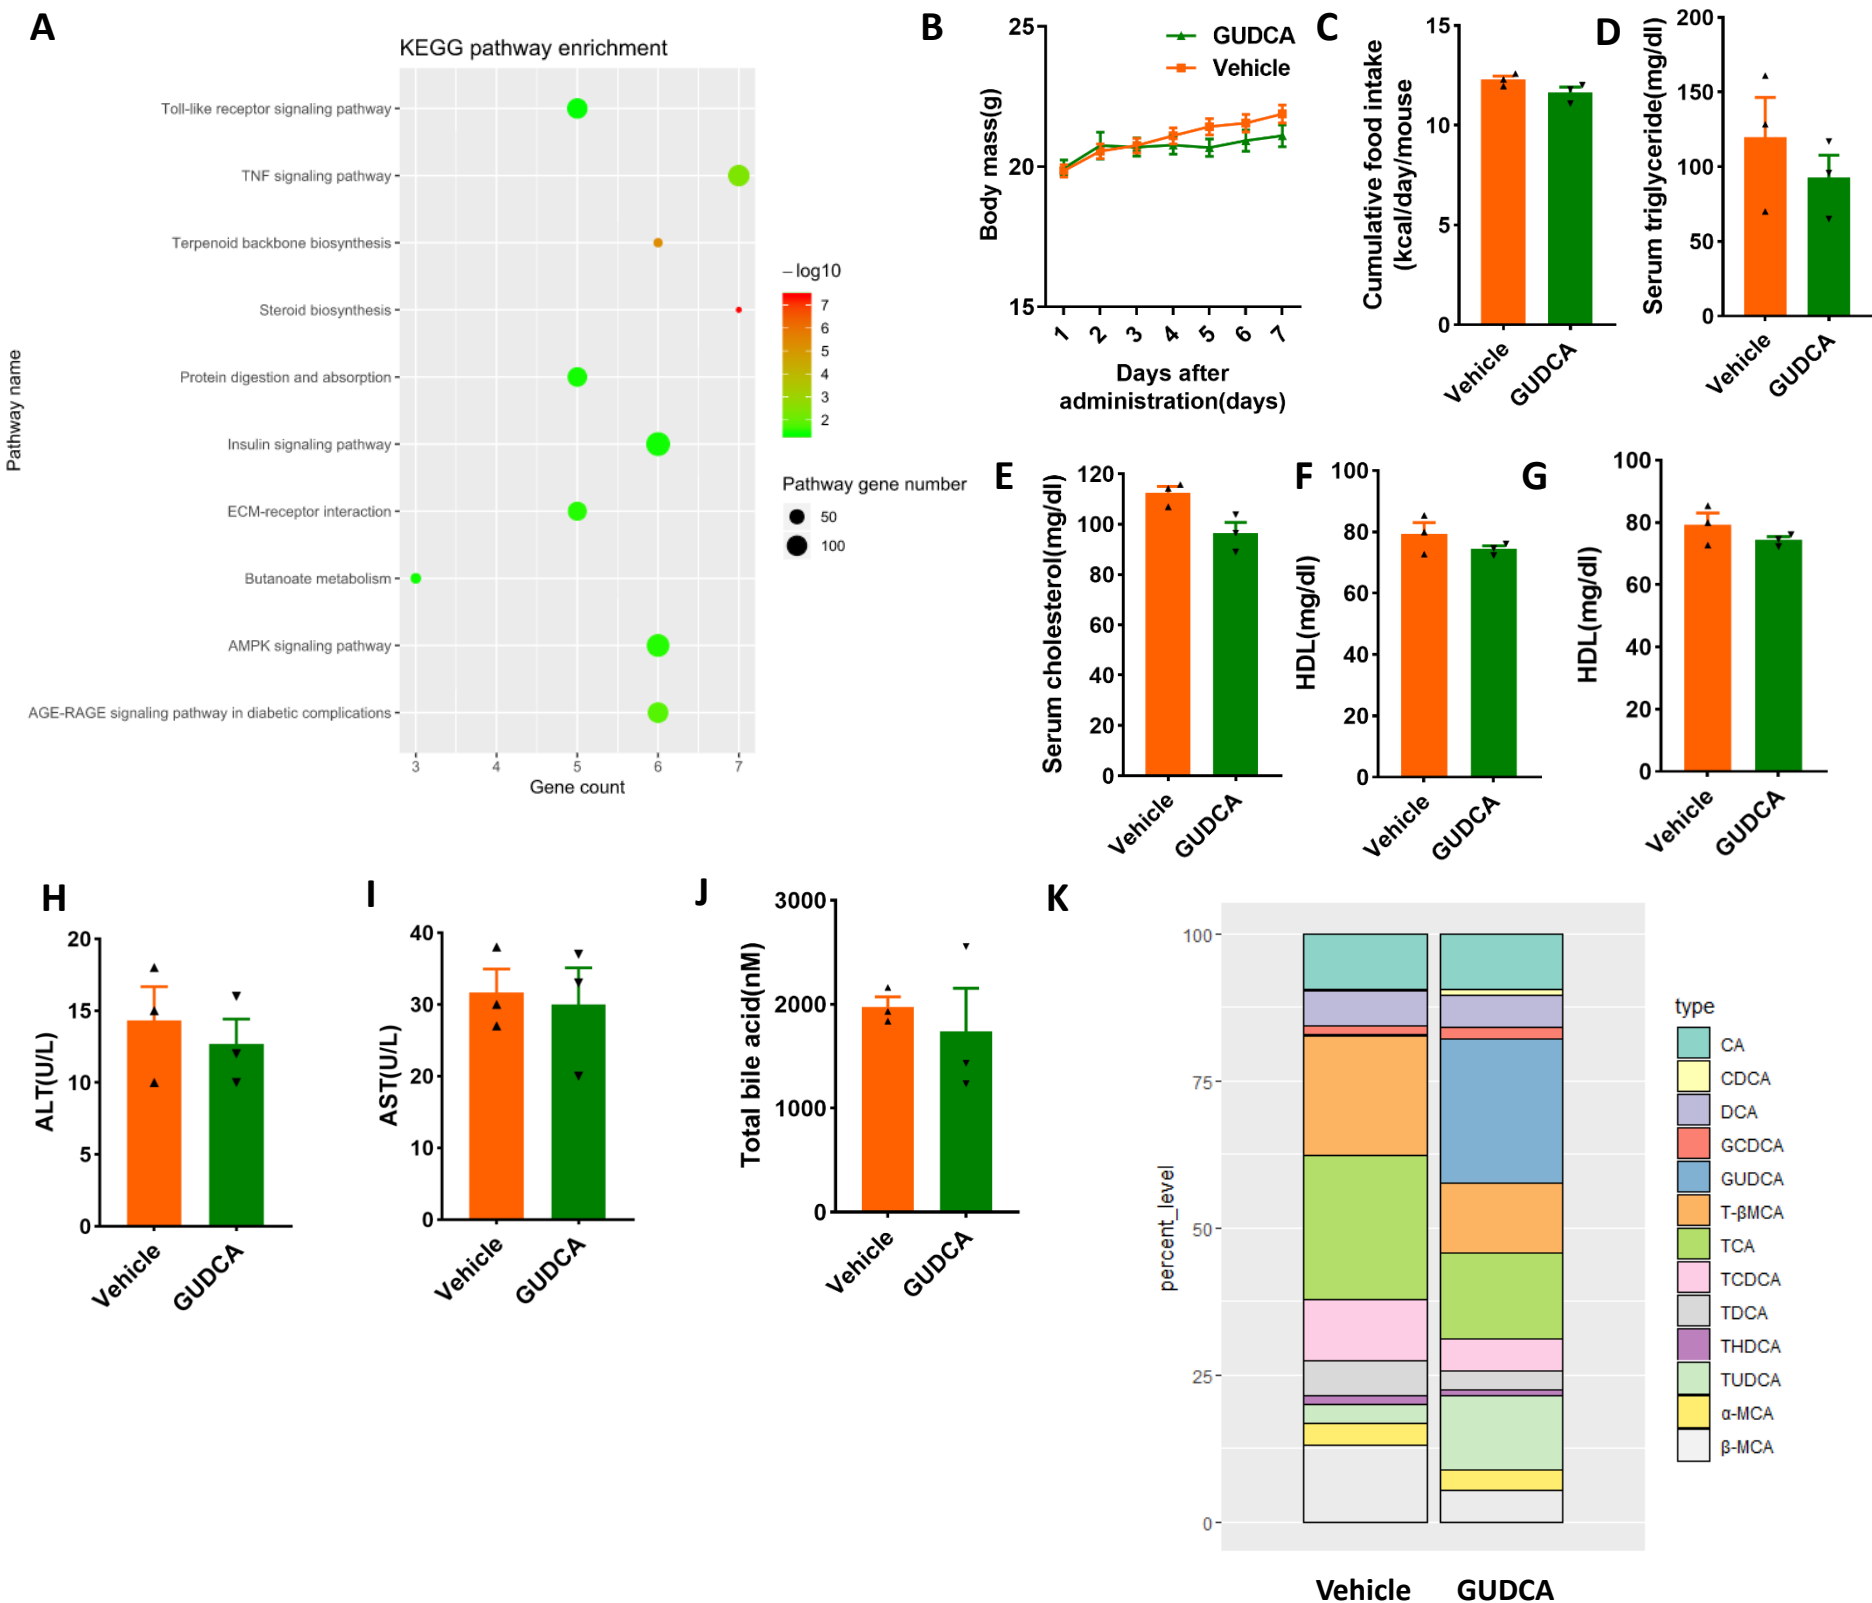 A
KEGG pathway enrichment
Pathway name
Toll-like receptor signaling pathway
TNF signaling pathway
Terpenoid backbone biosynthesis
Steroid biosynthesis
Protein digestion and absorption
Insulin signaling pathway
ECM-receptor interaction
Butanoate metabolism
AMPK signaling pathway
AGE-RAGE signaling pathway in diabetic complications
3 4 5 6 7
Gene count
−log10
7
6
5
4
3
2
Pathway gene number
50
100
B
GUDCA
Vehicle
Body mass(g)
25
20
15
1 2 3 4 5 6 7
Days after
administration(days)
C
Cumulative food intake
(kcal/day/mouse)
15
10
5
0
Vehicle GUDCA
D
Serum triglyceride(mg/dl)
200
150
100
50
0
Vehicle GUDCA
E
Serum cholesterol(mg/dl)
120
100
80
60
40
20
0
Vehicle GUDCA
F
HDL(mg/dl)
100
80
60
40
20
0
Vehicle GUDCA
G
HDL(mg/dl)
100
80
60
40
20
0
Vehicle GUDCA
H
ALT(U/L)
20
15
10
5
0
Vehicle GUDCA
I
AST(U/L)
40
30
20
10
0
Vehicle GUDCA
J
Total bile acid(nM)
3000
2000
1000
0
Vehicle GUDCA
K
percent_level
100
75
50
25
0
Vehicle GUDCA
type
CA
CDCA
DCA
GCDCA
GUDCA
T-βMCA
TCA
TCDCA
TDCA
THDCA
TUDCA
α-MCA
β-MCA